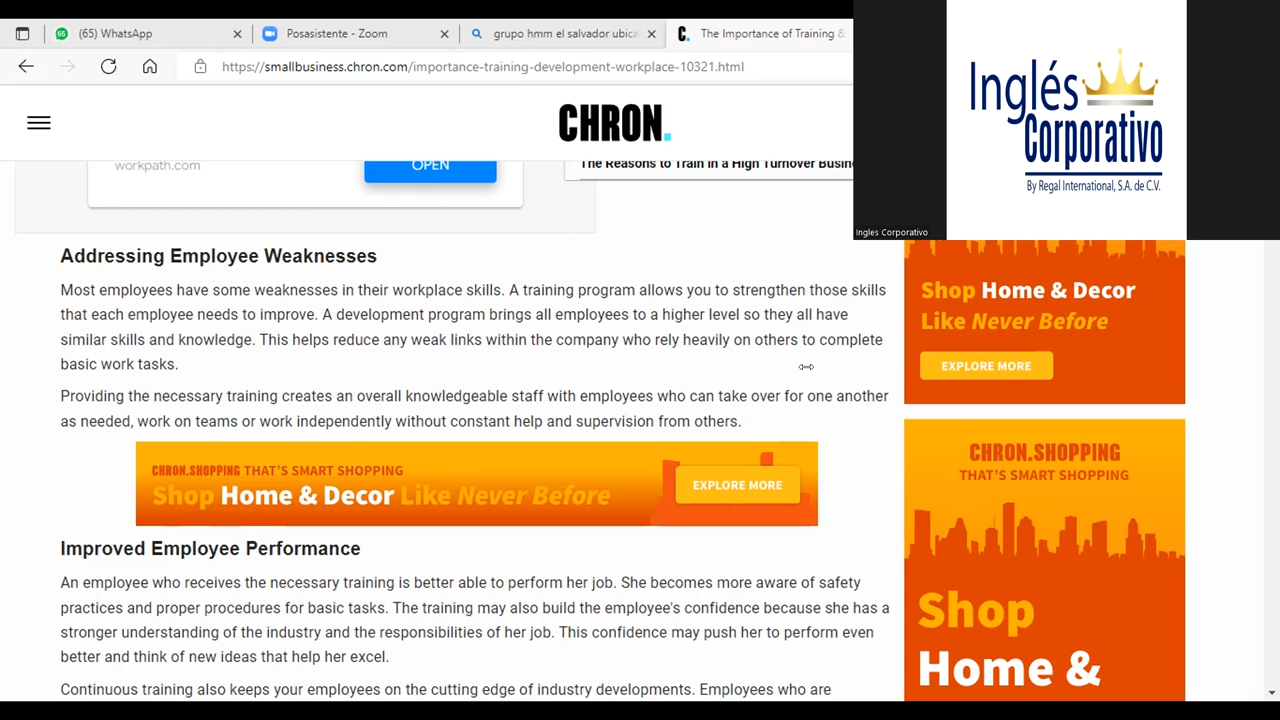 (65) WhatsApp
Posasistente - Zoom
grupo hmm el salvador ubica
The Importance of Training &
https://smallbusiness.chron.com/importance-training-development-workplace-10321.html
CHRON.
workpath.com
OPEN
The Reasons to Train in a High Turnover Busin
Inglés
Corporativo
By Regal International, S.A. de C.V.
Ingles Corporativo
Addressing Employee Weaknesses
Most employees have some weaknesses in their workplace skills. A training program allows you to strengthen those skills
that each employee needs to improve. A development program brings all employees to a higher level so they all have
similar skills and knowledge. This helps reduce any weak links within the company who rely heavily on others to complete
basic work tasks.
Providing the necessary training creates an overall knowledgeable staff with employees who can take over for one another
as needed, work on teams or work independently without constant help and supervision from others.
CHRON.SHOPPING THAT'S SMART SHOPPING
Shop Home & Decor Like Never Before
EXPLORE MORE
Improved Employee Performance
An employee who receives the necessary training is better able to perform her job. She becomes more aware of safety
practices and proper procedures for basic tasks. The training may also build the employee's confidence because she has a
stronger understanding of the industry and the responsibilities of her job. This confidence may push her to perform even
better and think of new ideas that help her excel.
Continuous training also keeps your employees on the cutting edge of industry developments. Employees who are
Shop Home & Decor
Like Never Before
EXPLORE MORE
CHRON.SHOPPING
THAT'S SMART SHOPPING
Shop
Home &